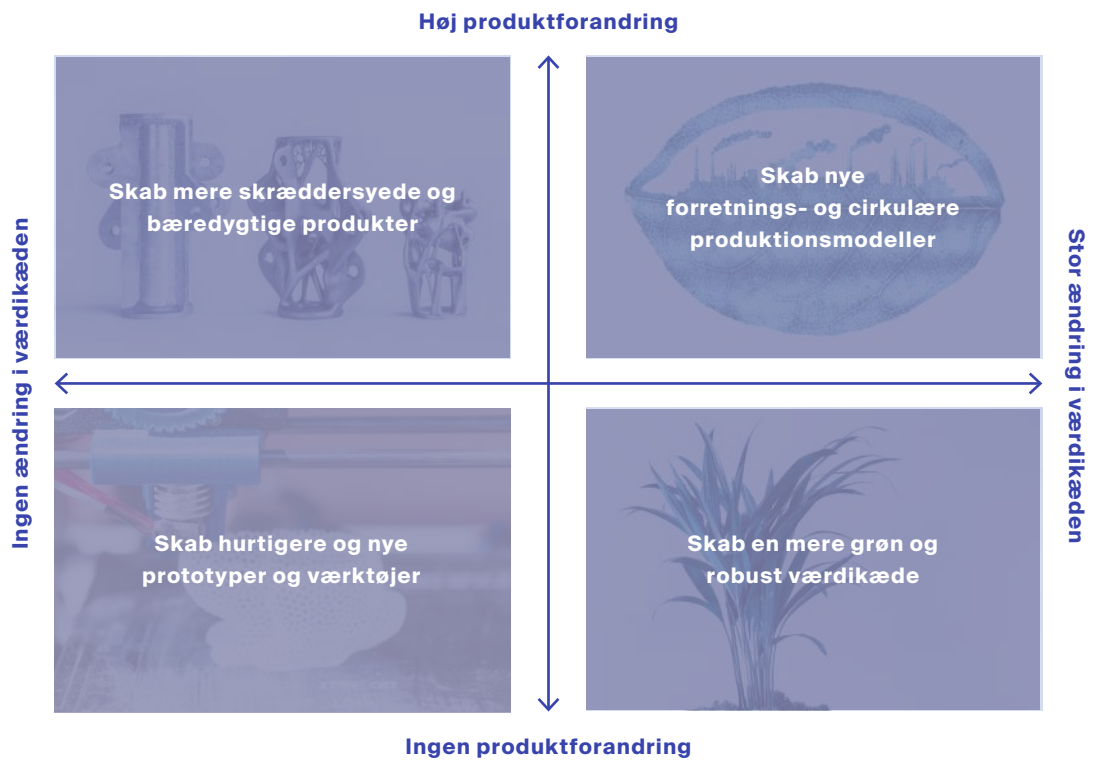 Høj produktforandring
Skab mere skræddersyede og
bæredygtige produkter
Skab nye
forretnings- og cirkulære
produktionsmodeller
Ingen ændring i værdikæden
Stor ændring i værdikæden
Skab hurtigere og nye
prototyper og værktøjer
Skab en mere grøn og
robust værdikæde
Ingen produktforandring